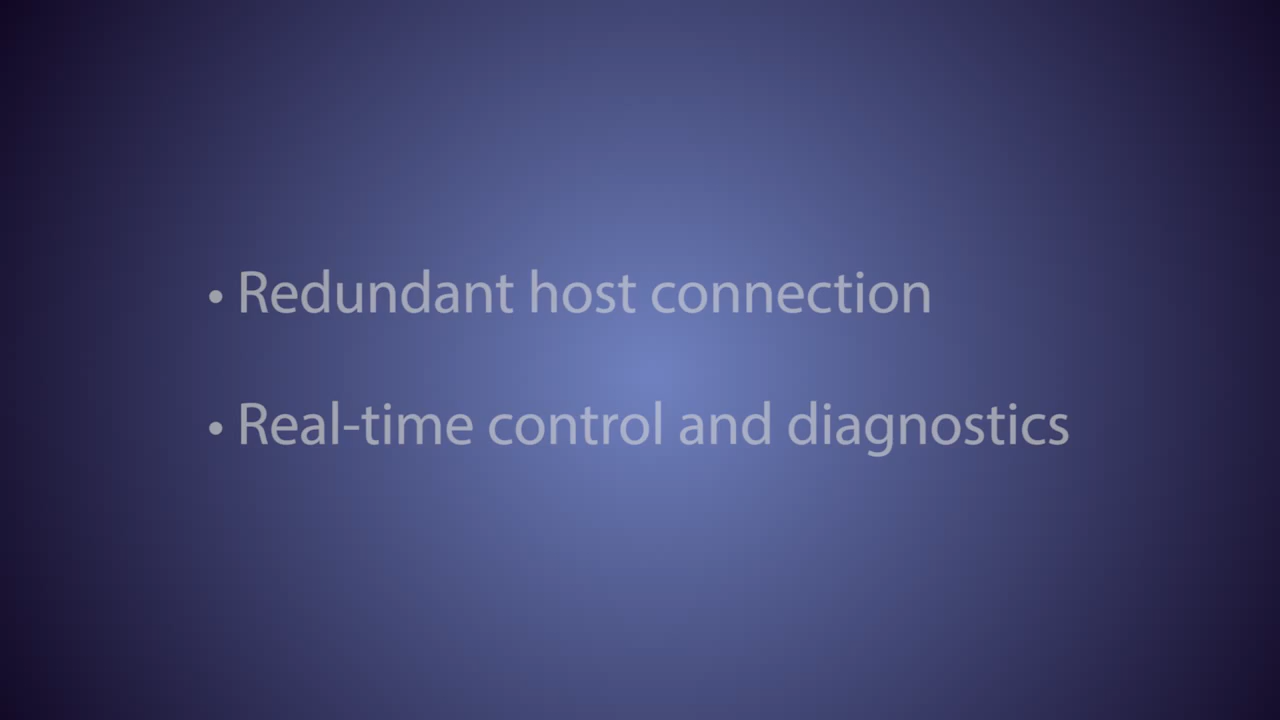 • Redundant host connection
• Real-time control and diagnostics